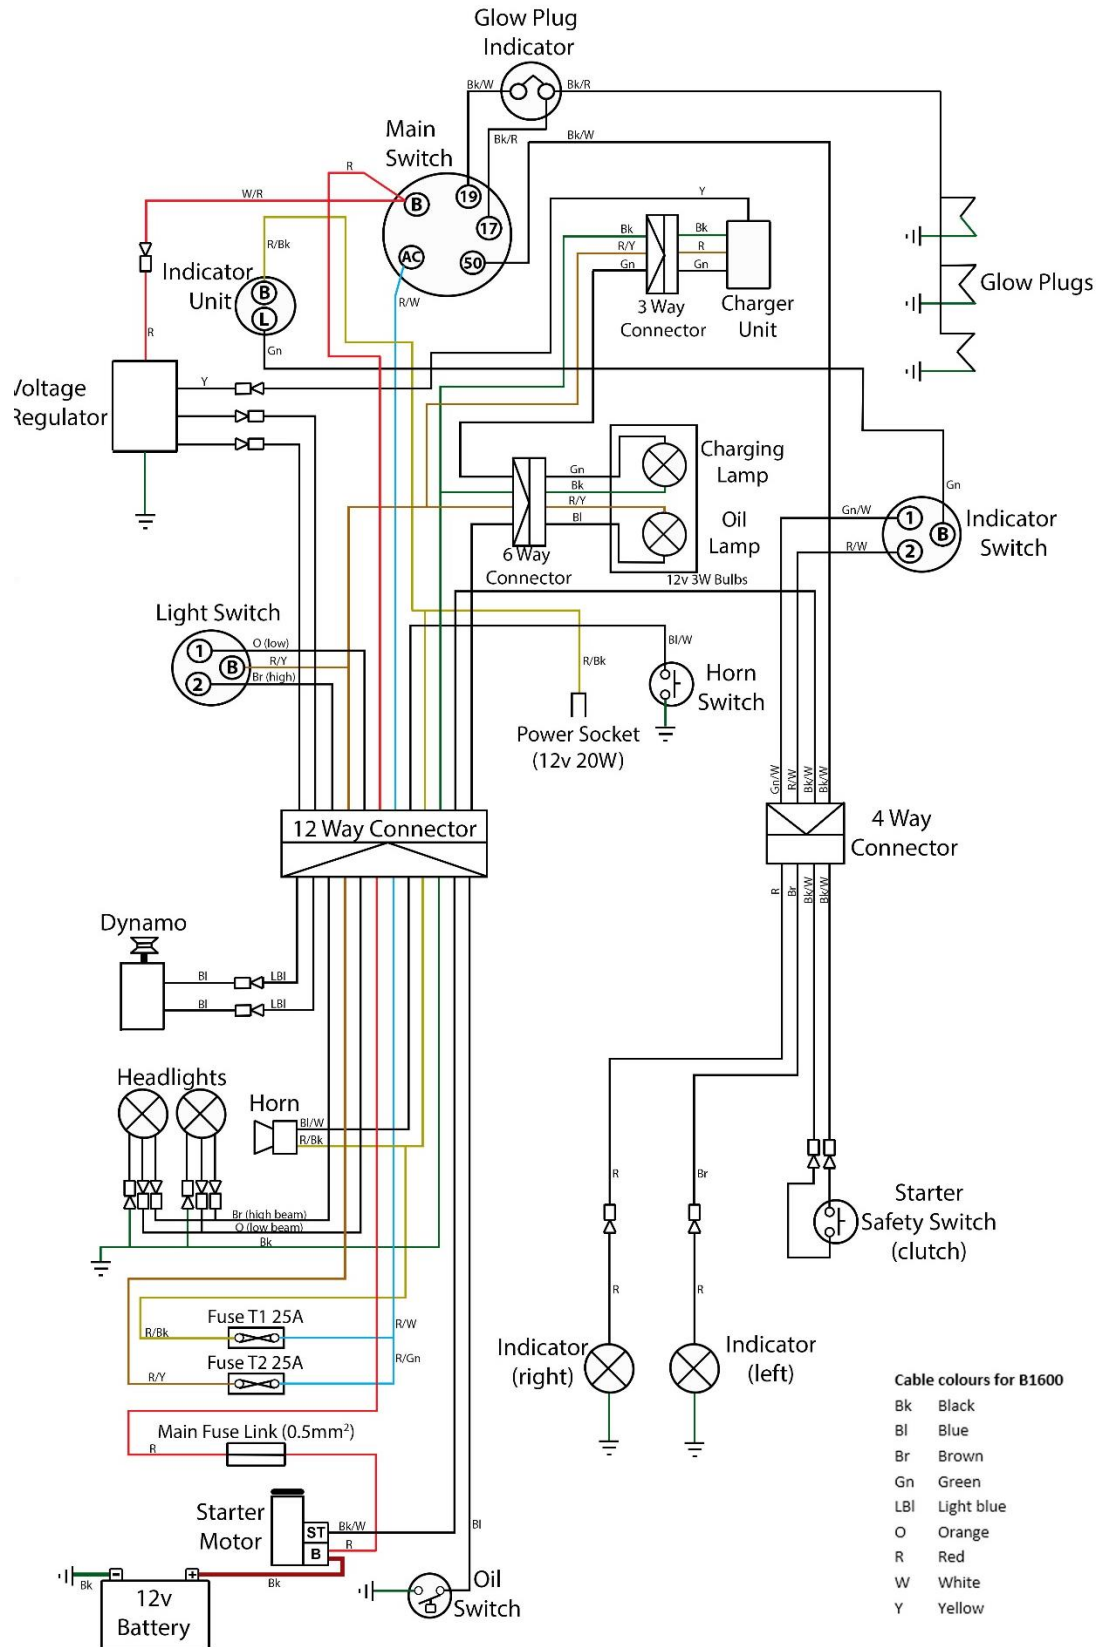 Glow Plug
Indicator
Bk/W
Bk/R
Main
Switch
Bk/R
Bk/W
R
W/R
B
19
17
AC
50
R/W
Y
Bk
R/Y
Gn
Bk
R
Gn
3 Way
Connector
Charger
Unit
Glow Plugs
R/Bk
Indicator
Unit
B
L
Gn
R
Voltage
Regulator
Y
Gn
Bk
R/Y
Bl
Charging
Lamp
Oil
Lamp
6 Way
Connector
12v 3W Bulbs
Gn
Gn/W
R/W
1
2
B
Indicator
Switch
Light Switch
1
B
2
O (low)
R/Y
Br (high)
Bl/W
R/Bk
Horn
Switch
Power Socket
(12v 20W)
Gn/W
R/W
Bk/W
Bk/W
12 Way Connector
4 Way
Connector
R
Br
Bk/W
Bk/W
Dynamo
Bl
LBl
Bl
LBl
Headlights
Horn
Bl/W
R/Bk
Br (high beam)
O (low beam)
Bk
R
Br
Starter
Safety Switch
(clutch)
R
R
Fuse T1 25A
R/Bk
R/W
Fuse T2 25A
R/Y
R/Gn
Indicator
(right)
Indicator
(left)
Main Fuse Link (0.5mm²)
R
Starter
Motor
ST
B
Bk/W
R
Bl
Bk
-
+
Bk
12v
Battery
Oil
Switch
Cable colours for B1600
Bk Black
Bl Blue
Br Brown
Gn Green
LBl Light blue
O Orange
R Red
W White
Y Yellow